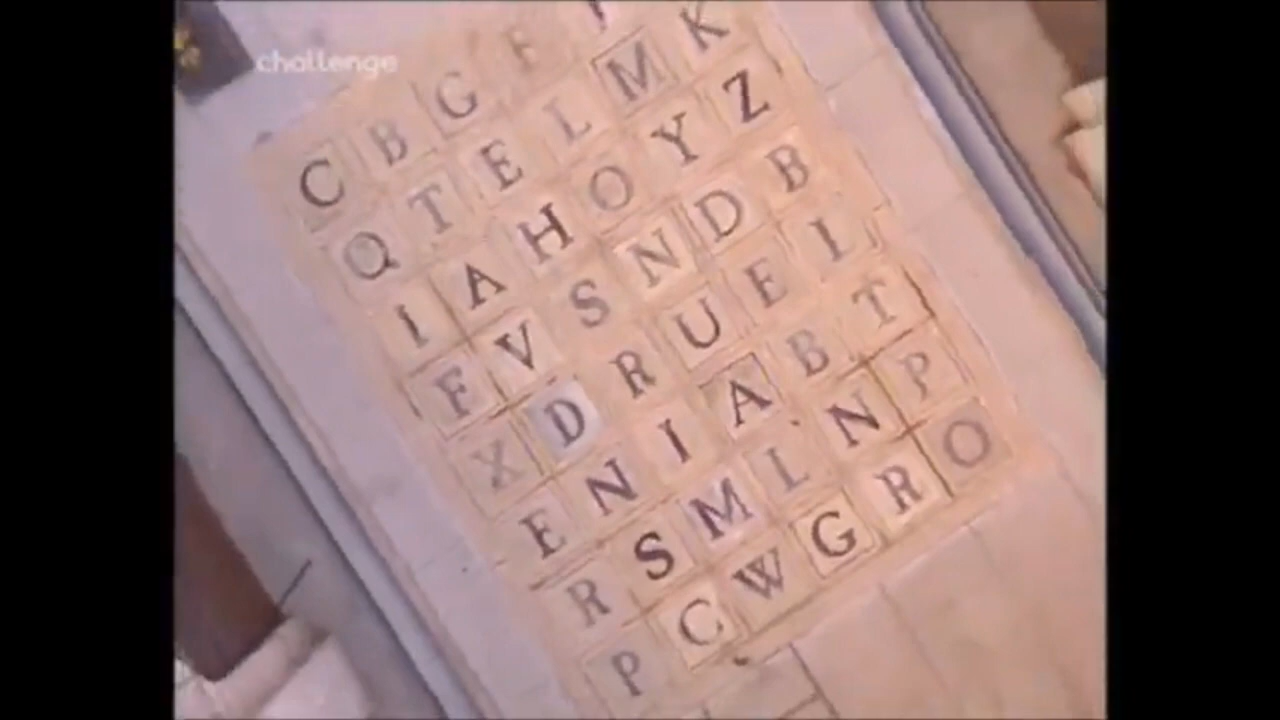 challenge
C B G F
Q T E L M K
I A H O Y Z
F V S N D B
X D R U E I
E N I A B T
R S M L N P
P C W G R O